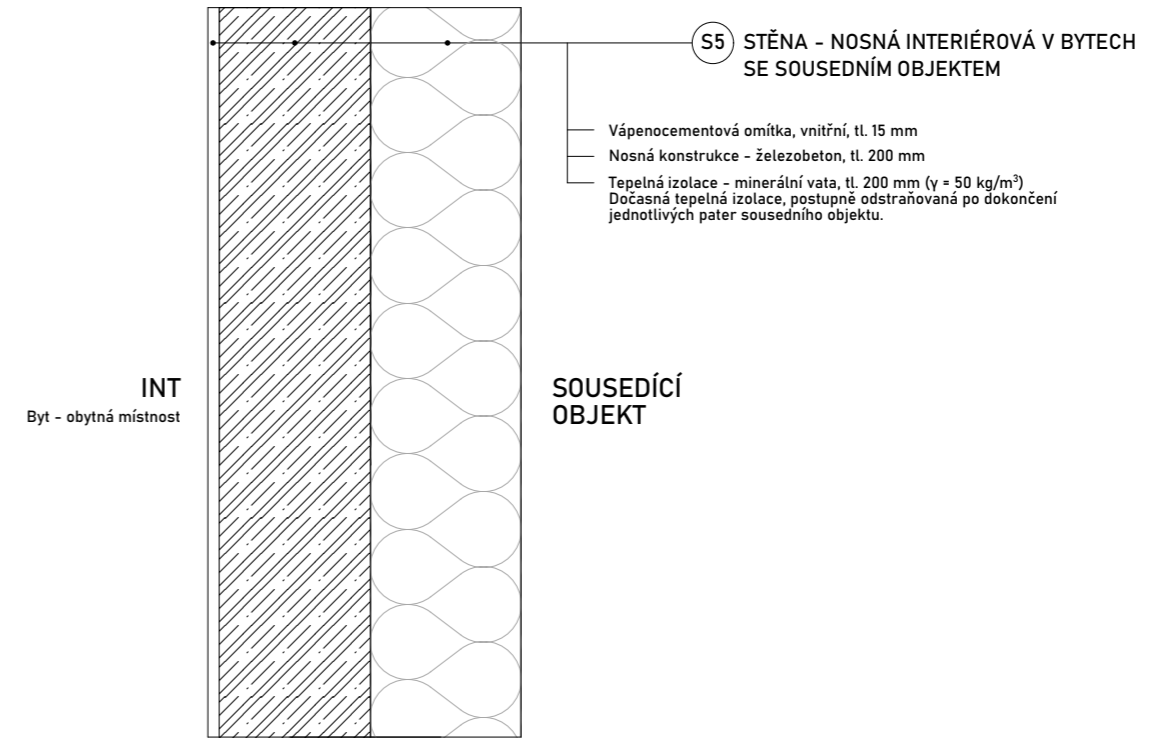 S5 STĚNA - NOSNÁ INTERIÉROVÁ V BYTECH
SE SOUSEDNÍM OBJEKTEM
Vápenocementová omítka, vnitřní, tl. 15 mm
Nosná konstrukce - železobeton, tl. 200 mm
Tepelná izolace - minerální vata, tl. 200 mm (γ = 50 kg/m³)
Dočasná tepelná izolace, postupně odstraňovaná po dokončení
jednotlivých pater sousedního objektu.
INT
Byt - obytná místnost
SOUSEDÍCÍ
OBJEKT